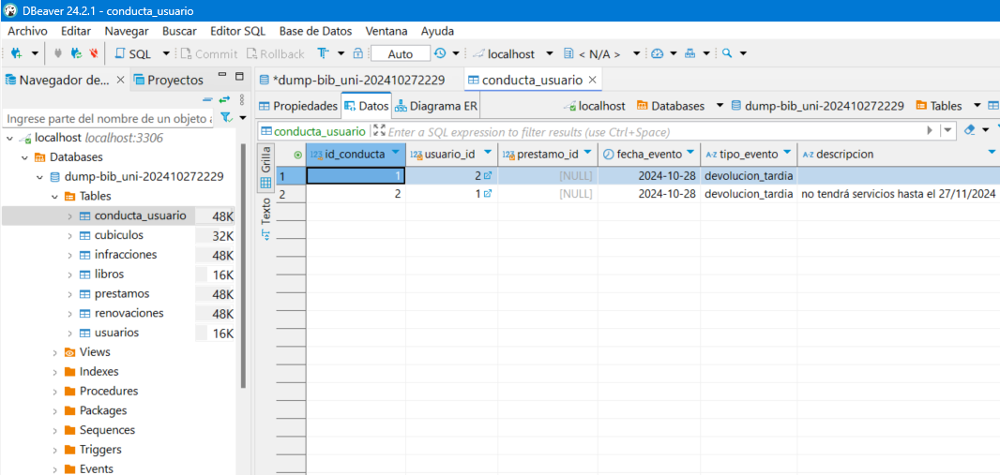 DBeaver 24.2.1 - conducta_usuario
Archivo Editar Navegar Buscar Editor SQL Base de Datos Ventana Ayuda
SQL Commit Rollback Auto localhost < N/A >
Navegador de... Proyectos *dump-bib_uni-202410272229 conducta_usuario
Propiedades Datos Diagrama ER localhost Databases dump-bib_uni-202410272229 Tables
Ingrese parte del nombre de un objeto a
conducta_usuario Enter a SQL expression to filter results (use Ctrl+Space)
localhost localhost:3306
Databases
dump-bib_uni-202410272229
Tables
conducta_usuario 48K
cubiculos 32K
infracciones 48K
libros 16K
prestamos 48K
renovaciones 48K
usuarios 16K
Views
Indexes
Procedures
Packages
Sequences
Triggers
Events
Grilla
Texto
123 id_conducta 123 usuario_id 123 prestamo_id fecha_evento A-Z tipo_evento A-Z descripcion
1 1 2 [NULL] 2024-10-28 devolucion_tardia
2 2 1 [NULL] 2024-10-28 devolucion_tardia no tendrá servicios hasta el 27/11/2024